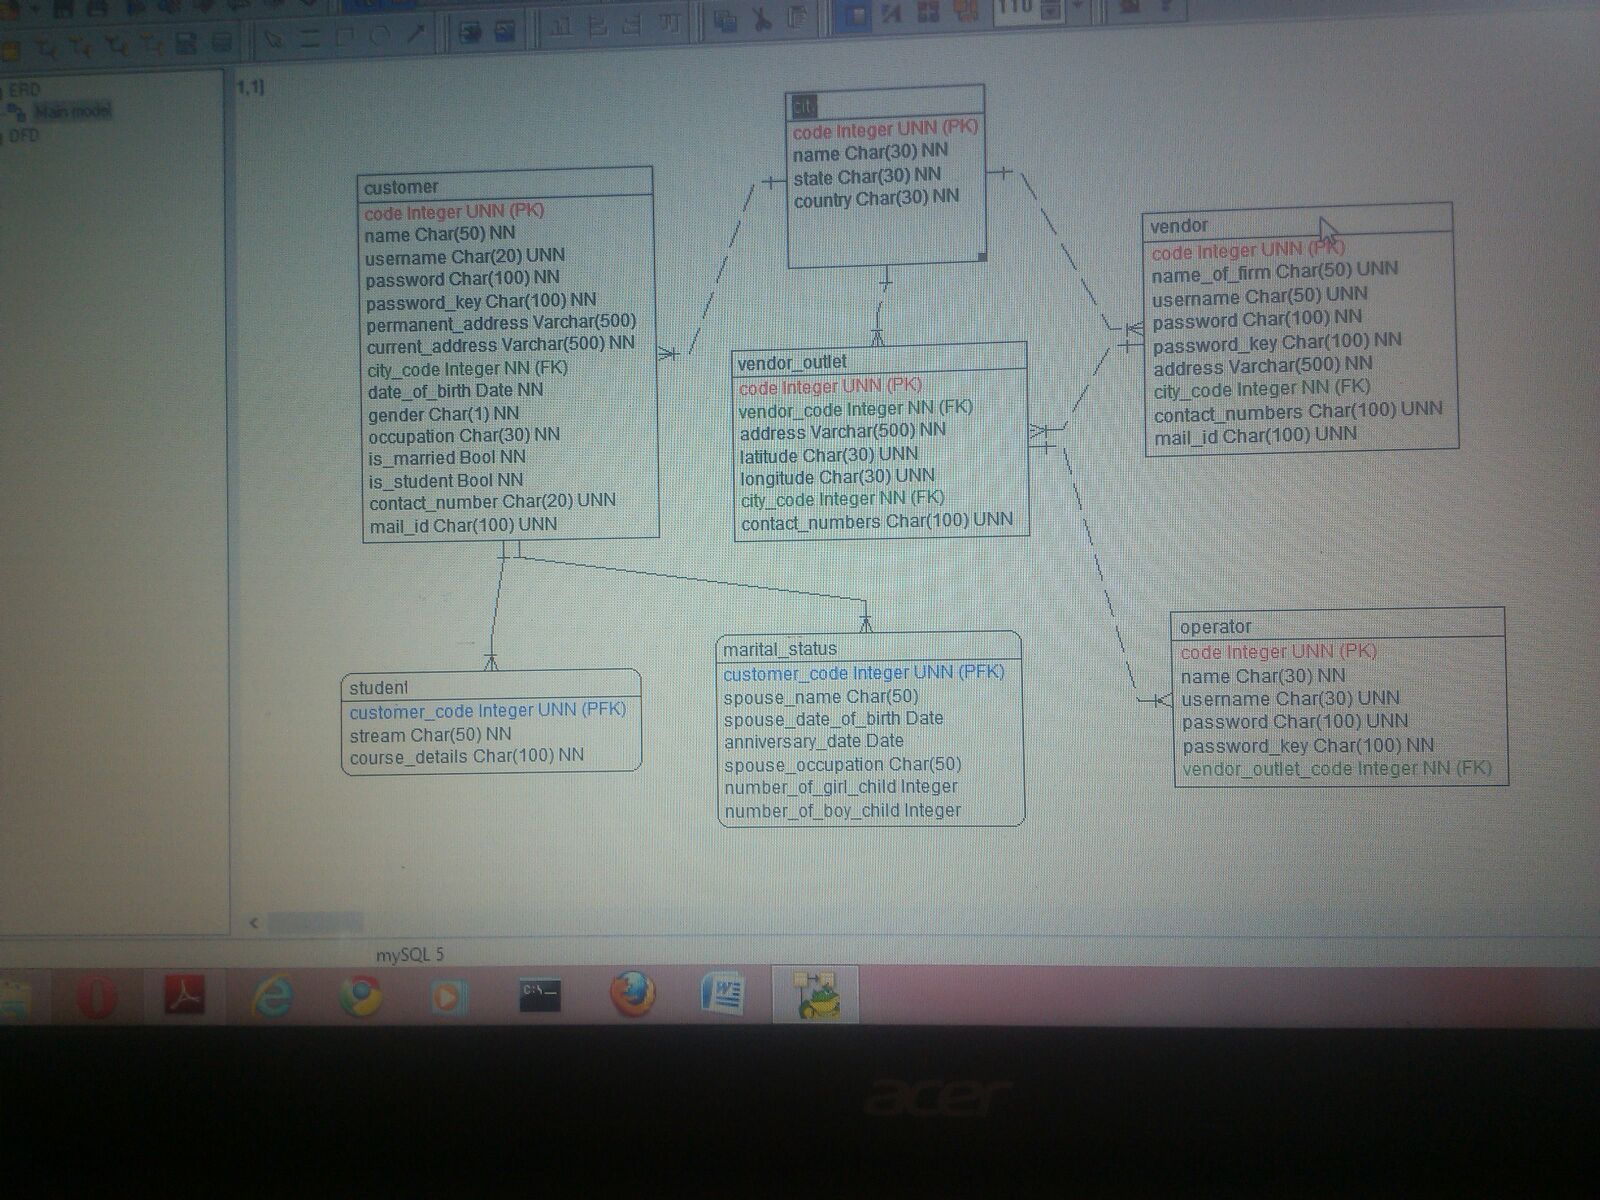 110
ERD
Main model
DFD
1,1]
city
code Integer UNN (PK)
name Char(30) NN
state Char(30) NN
country Char(30) NN
customer
code Integer UNN (PK)
name Char(50) NN
username Char(20) UNN
password Char(100) NN
password_key Char(100) NN
permanent_address Varchar(500)
current_address Varchar(500) NN
city_code Integer NN (FK)
date_of_birth Date NN
gender Char(1) NN
occupation Char(30) NN
is_married Bool NN
is_student Bool NN
contact_number Char(20) UNN
mail_id Char(100) UNN
vendor_outlet
code Integer UNN (PK)
vendor_code Integer NN (FK)
address Varchar(500) NN
latitude Char(30) UNN
longitude Char(30) UNN
city_code Integer NN (FK)
contact_numbers Char(100) UNN
vendor
code Integer UNN (PK)
name_of_firm Char(50) UNN
username Char(50) UNN
password Char(100) NN
password_key Char(100) NN
address Varchar(500) NN
city_code Integer NN (FK)
contact_numbers Char(100) UNN
mail_id Char(100) UNN
student
customer_code Integer UNN (PFK)
stream Char(50) NN
course_details Char(100) NN
marital_status
customer_code Integer UNN (PFK)
spouse_name Char(50)
spouse_date_of_birth Date
anniversary_date Date
spouse_occupation Char(50)
number_of_girl_child Integer
number_of_boy_child Integer
operator
code Integer UNN (PK)
name Char(30) NN
username Char(30) UNN
password Char(100) UNN
password_key Char(100) NN
vendor_outlet_code Integer NN (FK)
mySQL 5
C:\_
W
acer